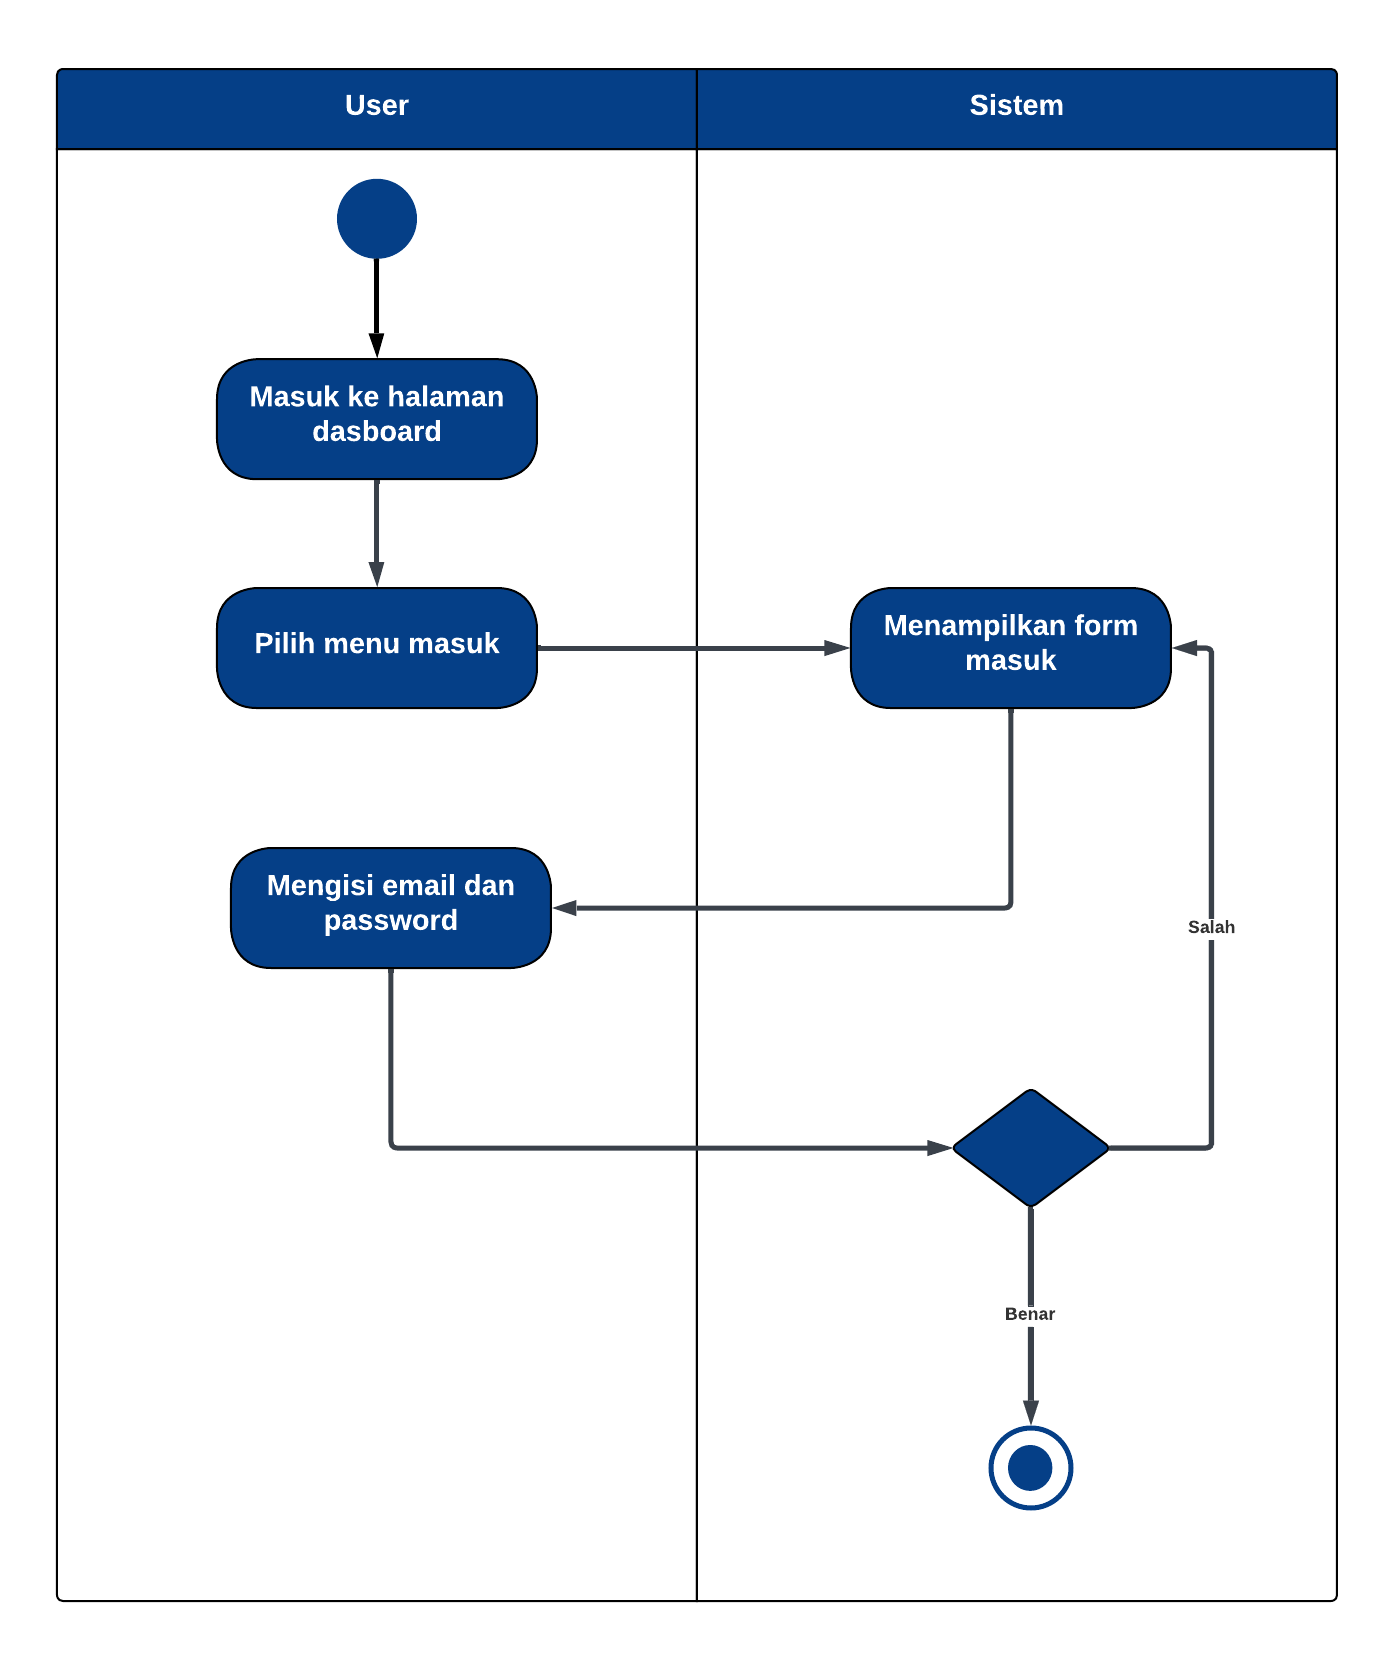 User
Sistem
Masuk ke halaman
dasboard
Pilih menu masuk
Menampilkan form
masuk
Mengisi email dan
password
Salah
Benar